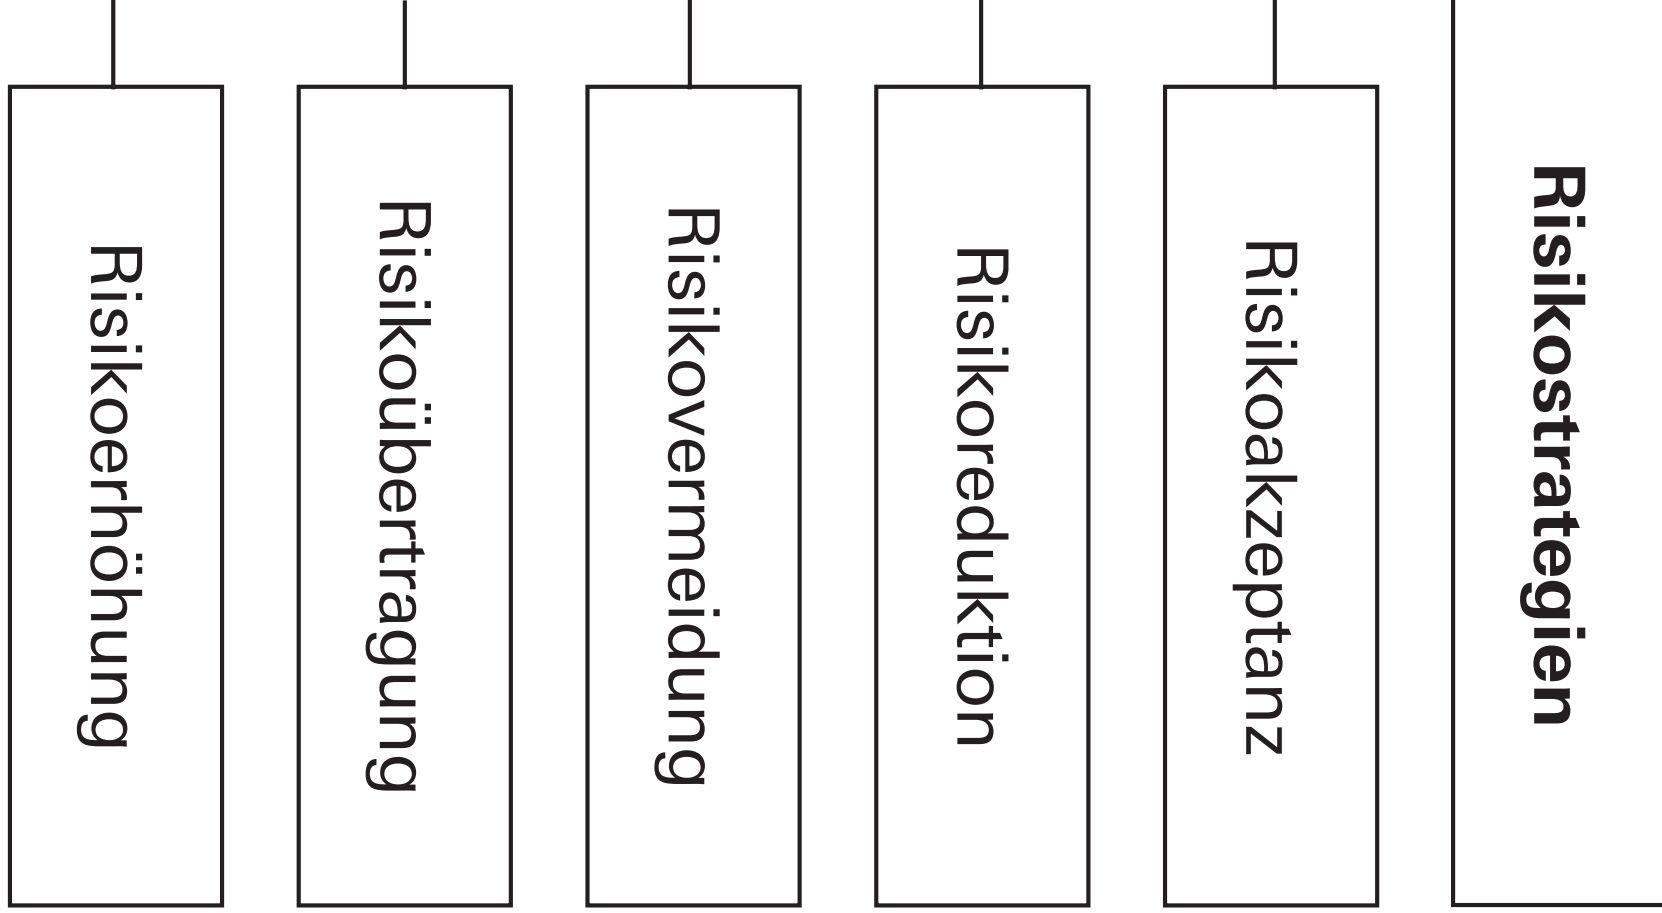 Risikostrategien
Risikoakzeptanz
Risikoreduktion
Risikovermeidung
Risikoübertragung
Risikoerhöhung